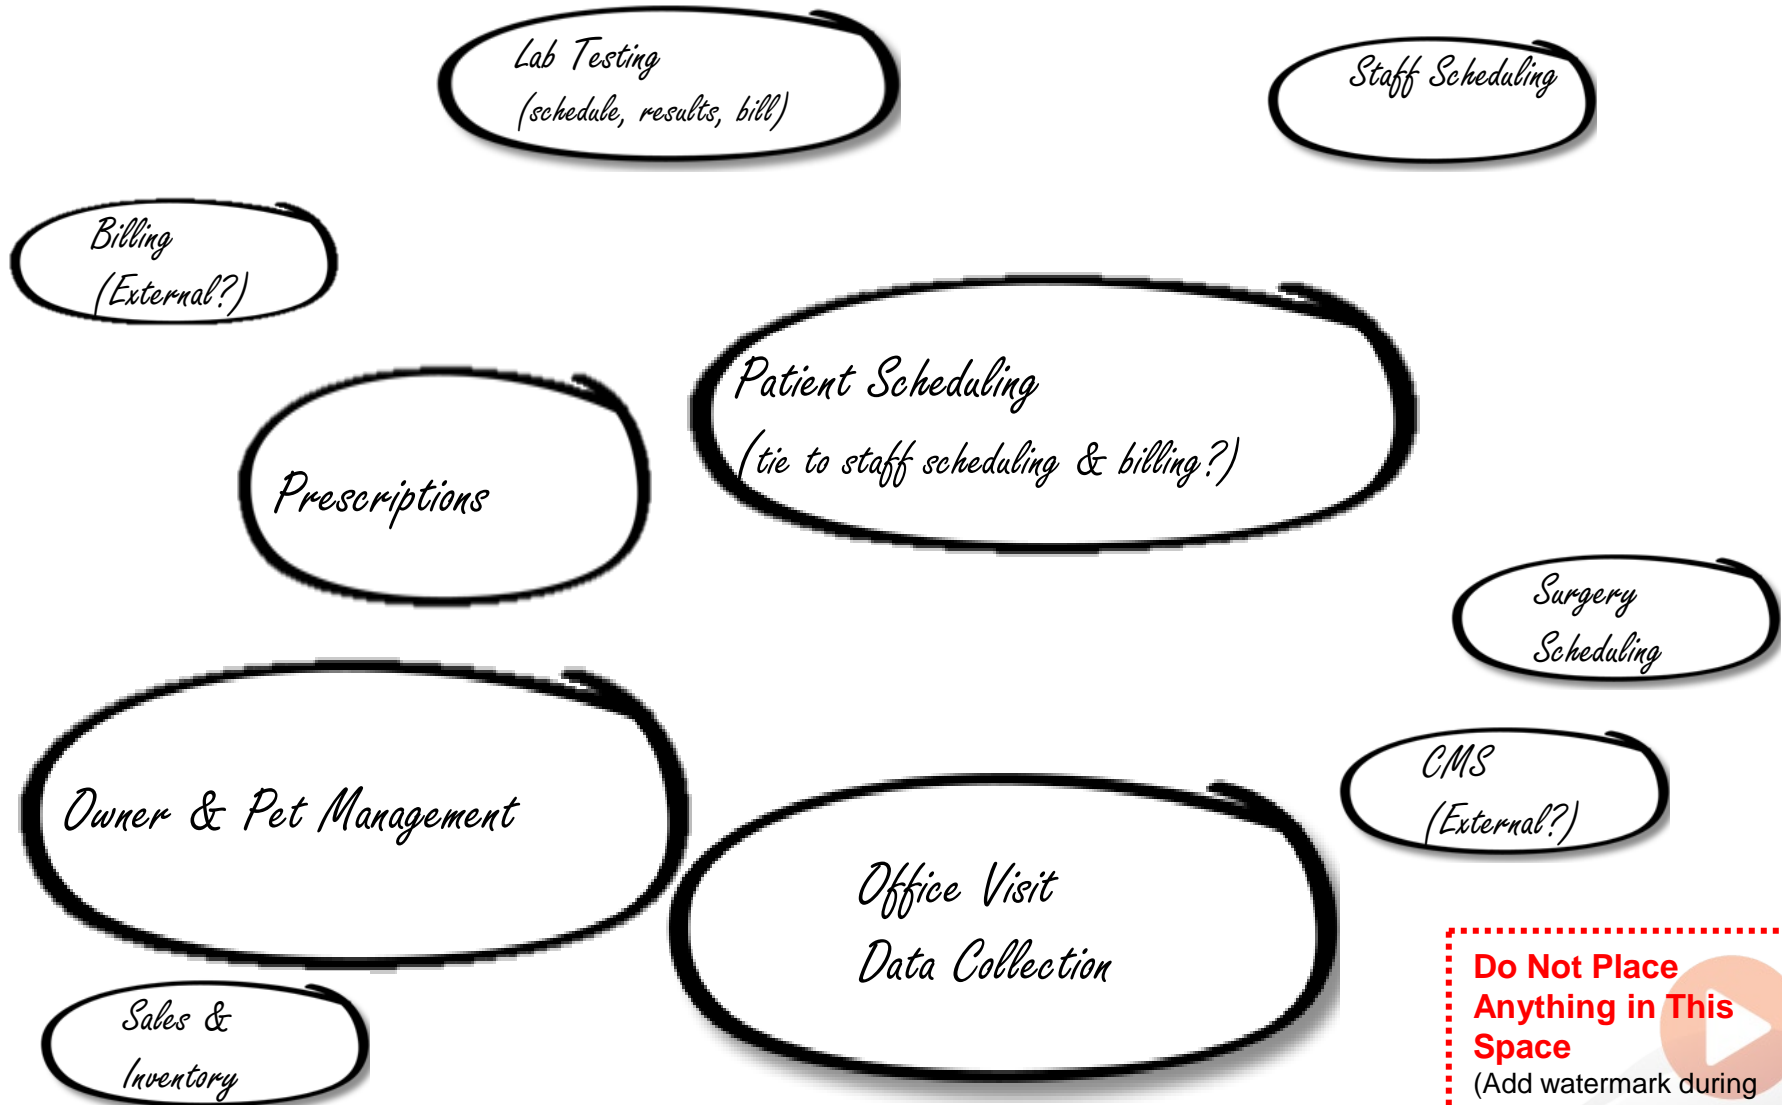 Lab Testing
(schedule, results, bill)
Staff Scheduling
Billing
(External?)
Patient Scheduling
(tie to staff scheduling & billing?)
Prescriptions
Surgery
Scheduling
Owner & Pet Management
CMS
(External?)
Office Visit
Data Collection
Sales &
Inventory
Do Not Place
Anything in This
Space
(Add watermark during